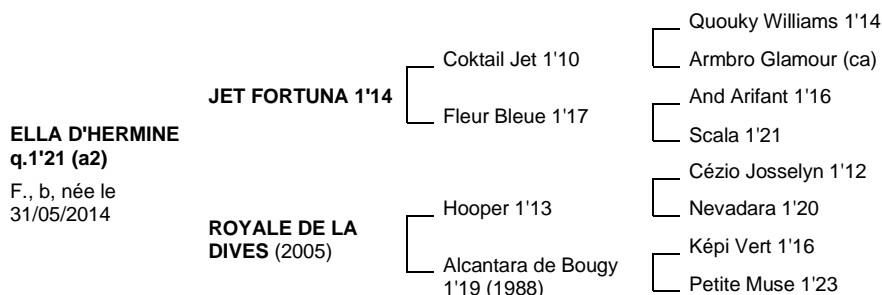 ELLA D'HERMINE
q.1'21 (a2)
F., b, née le
31/05/2014
JET FORTUNA 1'14
ROYALE DE LA
DIVES (2005)
Coktail Jet 1'10
Fleur Bleue 1'17
Hooper 1'13
Alcantara de Bougy
1'19 (1988)
Quouky Williams 1'14
Armbro Glamour (ca)
And Arifant 1'16
Scala 1'21
Cézio Josselyn 1'12
Nevadara 1'20
Képi Vert 1'16
Petite Muse 1'23